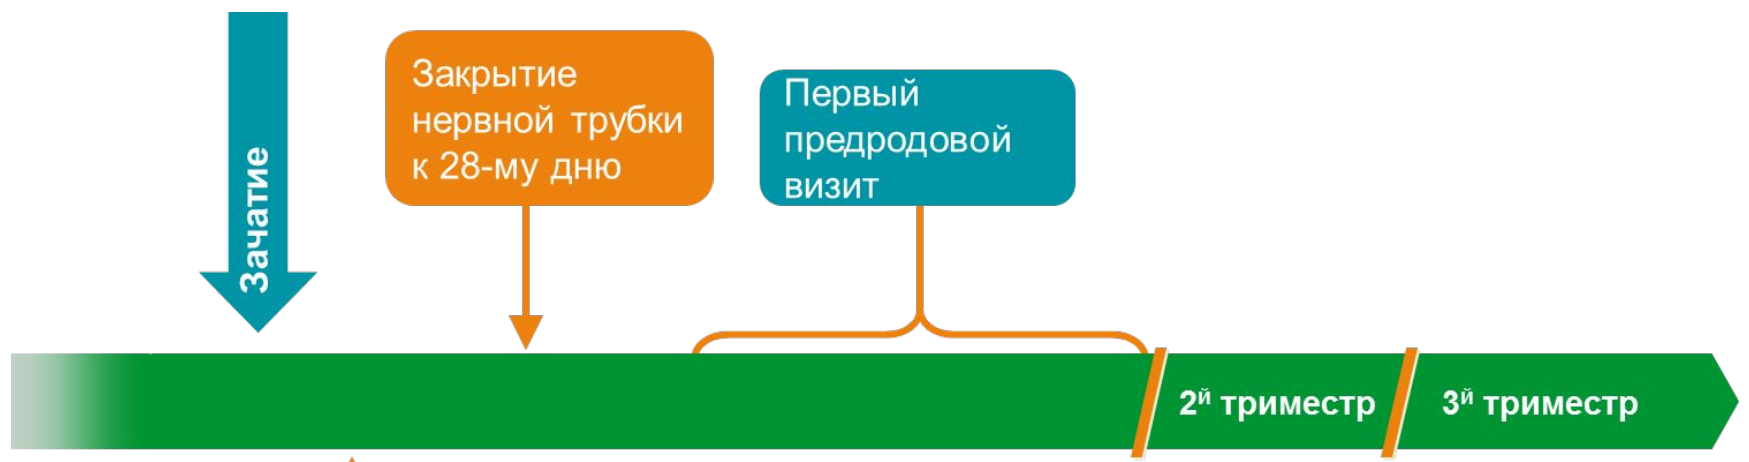 Зачатие
Закрытие
нервной трубки
к 28-му дню
Первый
предродовой
визит
2й триместр
3й триместр